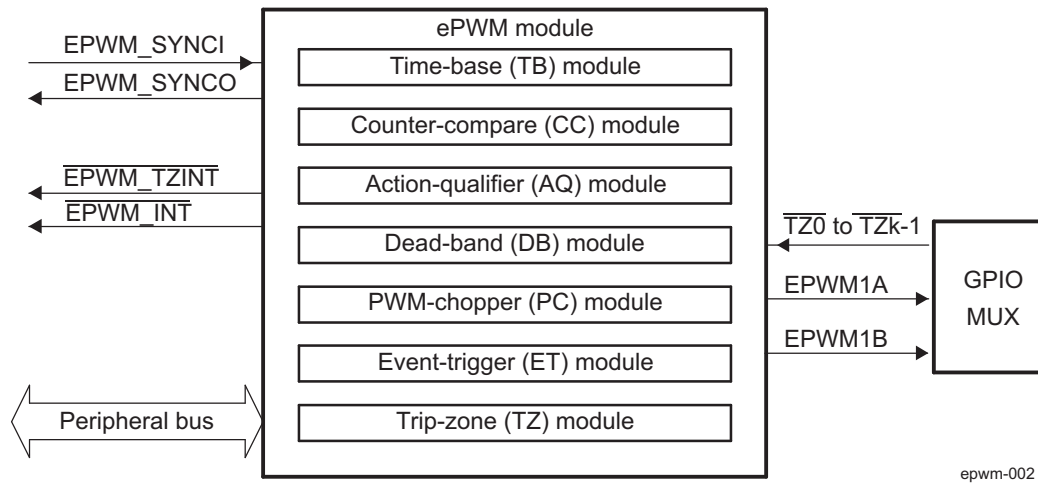 ePWM module
EPWM_SYNCI
Time-base (TB) module
EPWM_SYNCO
Counter-compare (CC) module
EPWM_TZINT
Action-qualifier (AQ) module
EPWM_INT
TZ0 to TZk-1
Dead-band (DB) module
EPWM1A
GPIO
MUX
PWM-chopper (PC) module
EPWM1B
Event-trigger (ET) module
Peripheral bus
Trip-zone (TZ) module
epwm-002